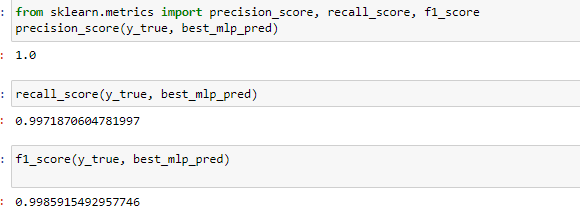 : from sklearn.metrics import precision_score, recall_score, f1_score
precision_score(y_true, best_mlp_pred)
: 1.0
: recall_score(y_true, best_mlp_pred)
: 0.9971870604781997
: f1_score(y_true, best_mlp_pred)
: 0.9985915492957746